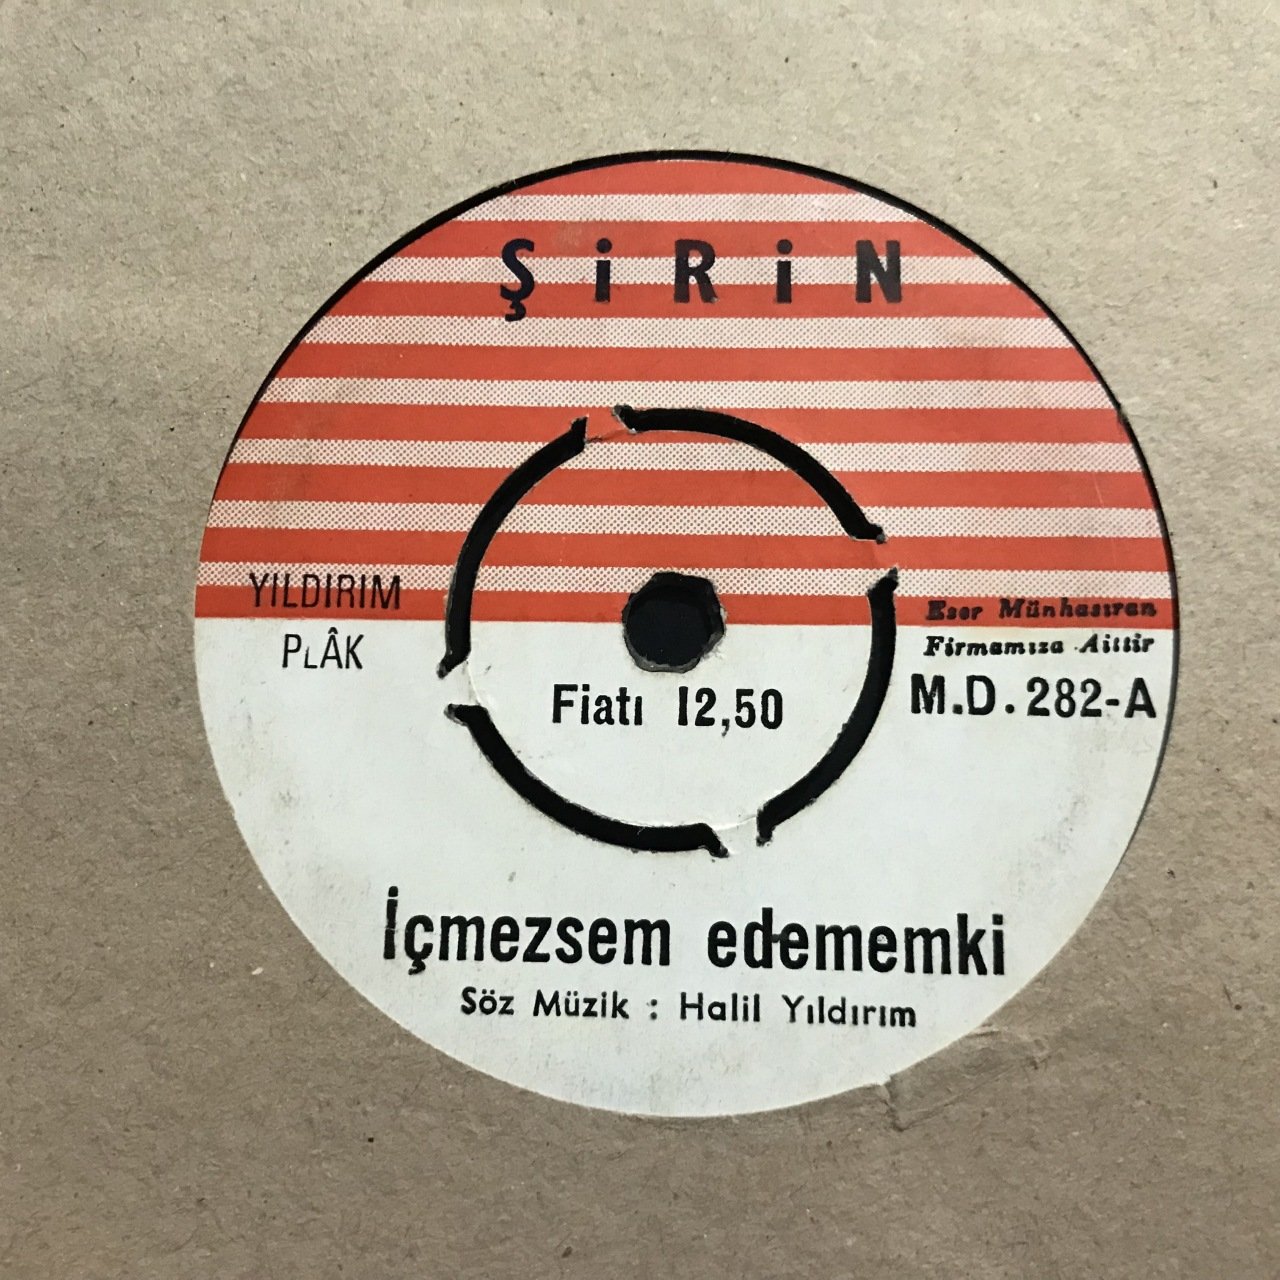 ŞiRiN
YILDIRIM
PLÂK
Eser Münhasıran
Firmamıza Aittir
M.D. 282-A
Fiatı 12,50
İçmezsem edememki
Söz Müzik : Halil Yıldırım